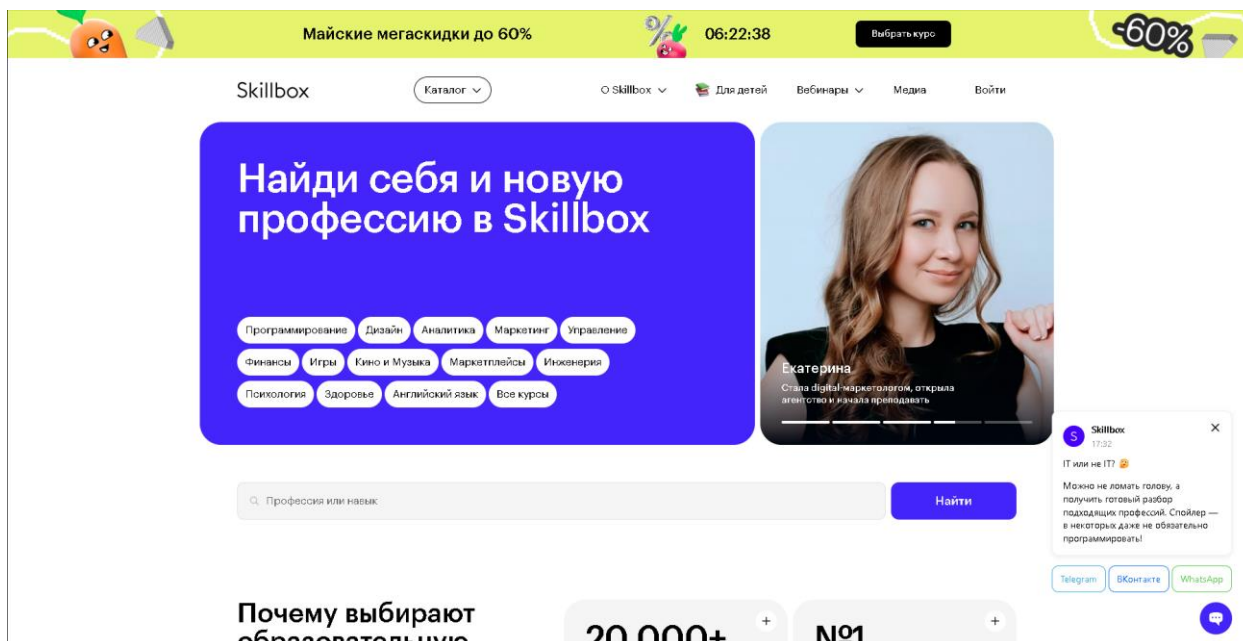 Майские мегаскидки до 60%
06:22:38
Выбрать курс
-60%
Skillbox
Каталог
О Skillbox
Для детей
Вебинары
Медиа
Войти
Найди себя и новую
профессию в Skillbox
Программирование
Дизайн
Аналитика
Маркетинг
Управление
Финансы
Игры
Кино и Музыка
Маркетплейсы
Инженерия
Психология
Здоровье
Английский язык
Все курсы
Екатерина
Стала digital-маркетологом, открыла
агентство и начала преподавать
Профессия или навык
Найти
S
Skillbox
17:32
IT или не IT? 🤔
Можно не ломать голову, а
получить готовый разбор
подходящих профессий. Спойлер —
в некоторых даже не обязательно
программировать!
Telegram
ВКонтакте
WhatsApp
Почему выбирают
образовательную
20 000+
+
№1
+